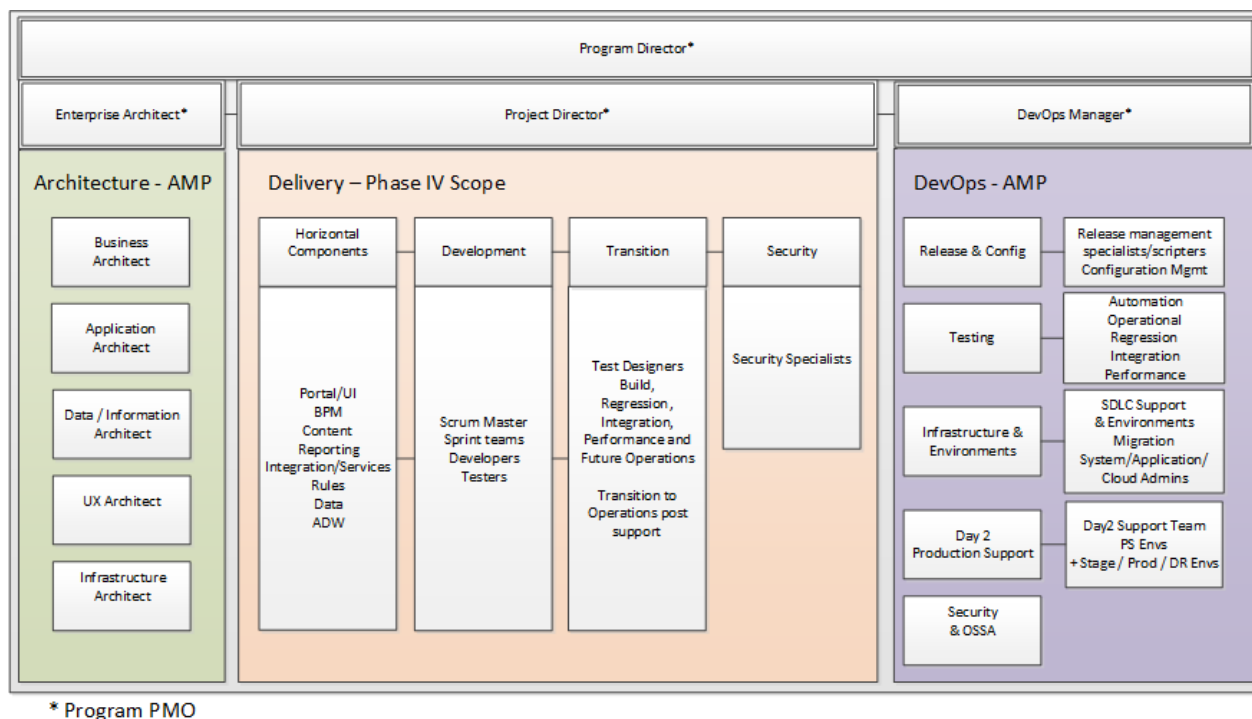 Program Director*
Enterprise Architect*
Project Director*
DevOps Manager*
Architecture - AMP
Business
Architect
Application
Architect
Data / Information
Architect
UX Architect
Infrastructure
Architect
Delivery – Phase IV Scope
Horizontal
Components
Development
Transition
Security
Portal/UI
BPM
Content
Reporting
Integration/Services
Rules
Data
ADW
Scrum Master
Sprint teams
Developers
Testers
Test Designers
Build,
Regression,
Integration,
Performance and
Future Operations
Transition to
Operations post
support
Security Specialists
DevOps - AMP
Release & Config
Release management
specialists/scripters
Configuration Mgmt
Testing
Automation
Operational
Regression
Integration
Performance
Infrastructure &
Environments
SDLC Support
& Environments
Migration
System/Application/
Cloud Admins
Day 2
Production Support
Day2 Support Team
PS Envs
+Stage / Prod / DR Envs
Security
& OSSA
* Program PMO